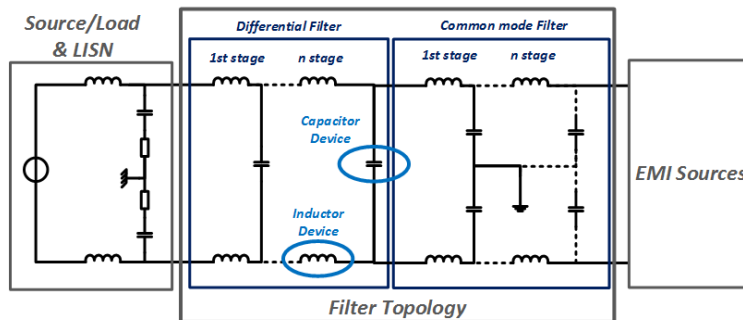 Source/Load
& LISN
Differential Filter
Common mode Filter
1st stage
n stage
1st stage
n stage
Capacitor
Device
Inductor
Device
EMI Sources
Filter Topology